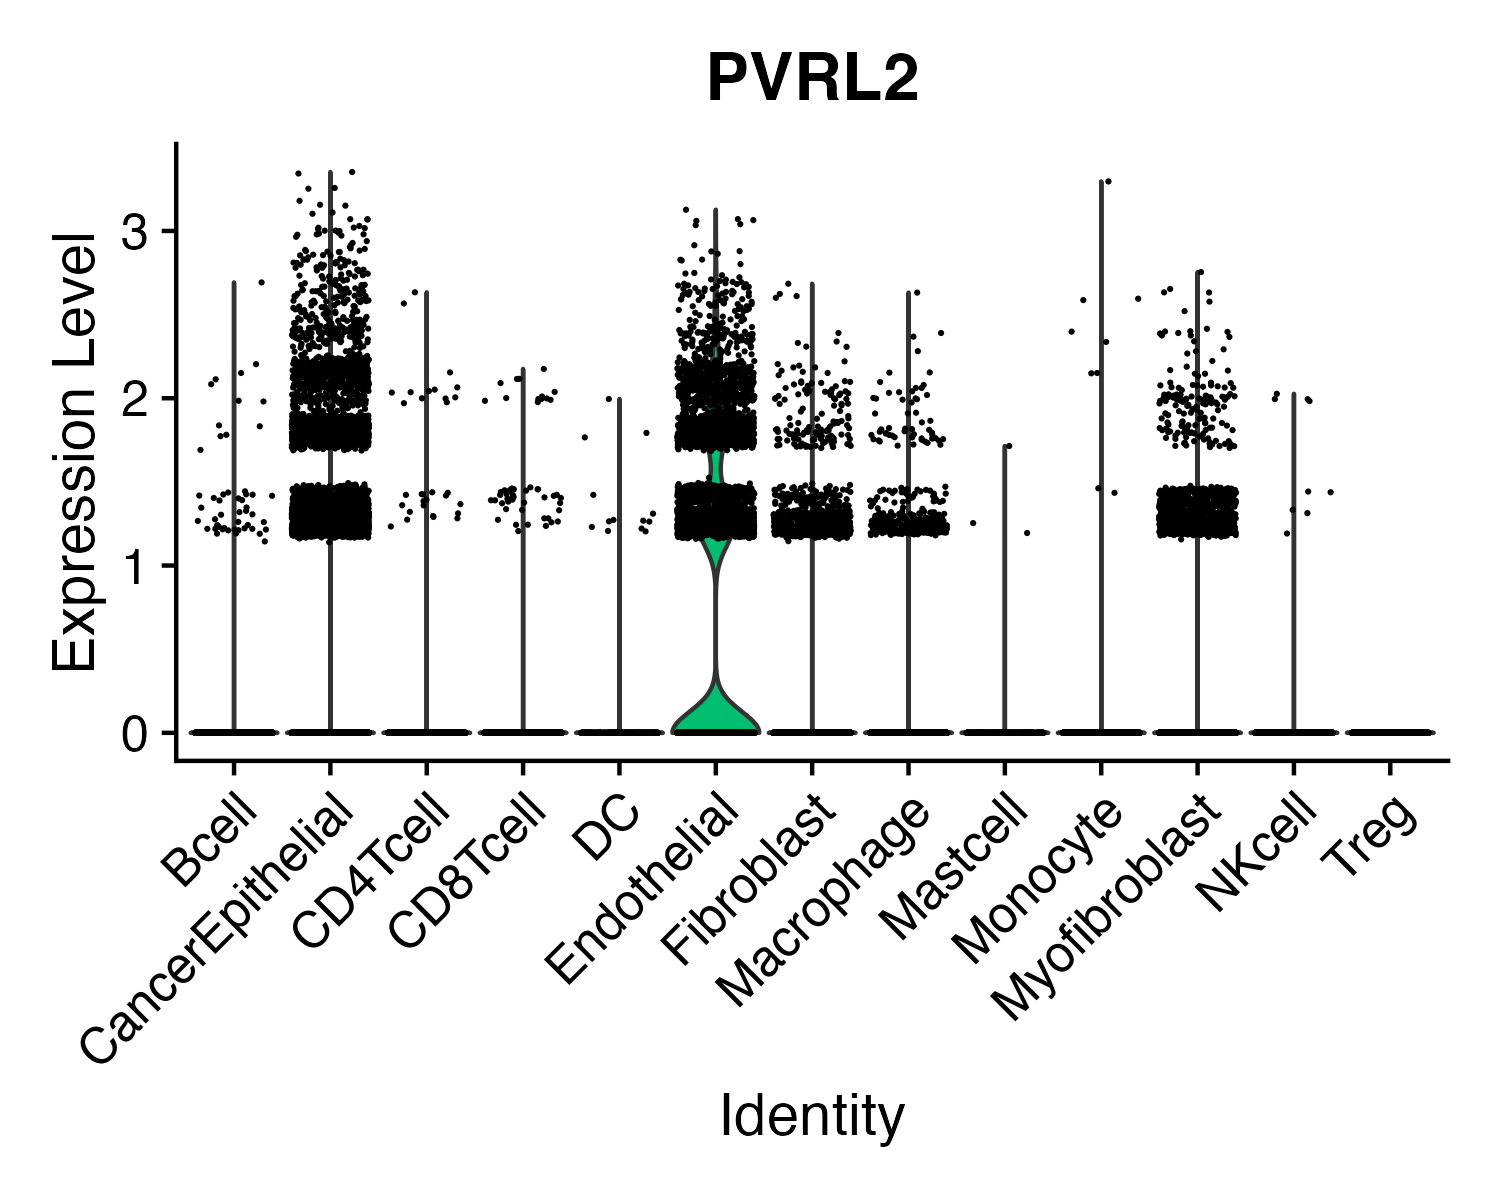 PVRL2
Expression Level
3
2
1
0
Bcell
CancerEpithelial
CD4Tcell
CD8Tcell
DC
Endothelial
Fibroblast
Macrophage
Mastcell
Monocyte
Myofibroblast
NKcell
Treg
Identity